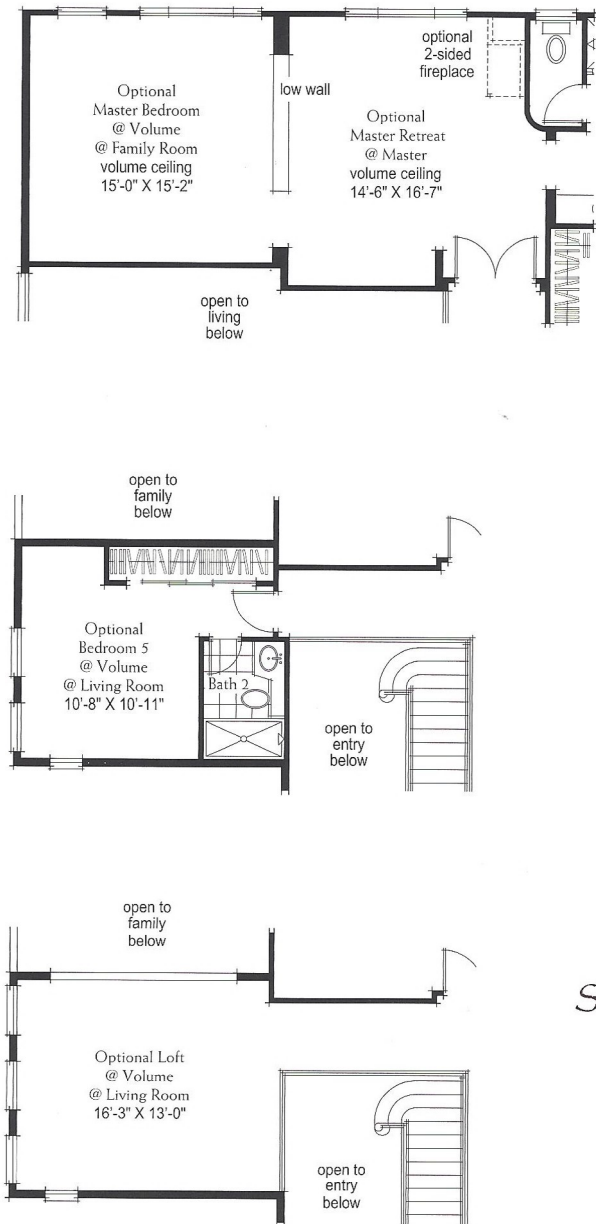 optional
2-sided
fireplace
Optional
Master Bedroom
@ Volume
@ Family Room
volume ceiling
15'-0" X 15'-2"
low wall
Optional
Master Retreat
@ Master
volume ceiling
14'-6" X 16'-7"
open to
living
below
open to
family
below
Optional
Bedroom 5
@ Volume
@ Living Room
10'-8" X 10'-11"
Bath 2
open to
entry
below
open to
family
below
S
Optional Loft
@ Volume
@ Living Room
16'-3" X 13'-0"
open to
entry
below